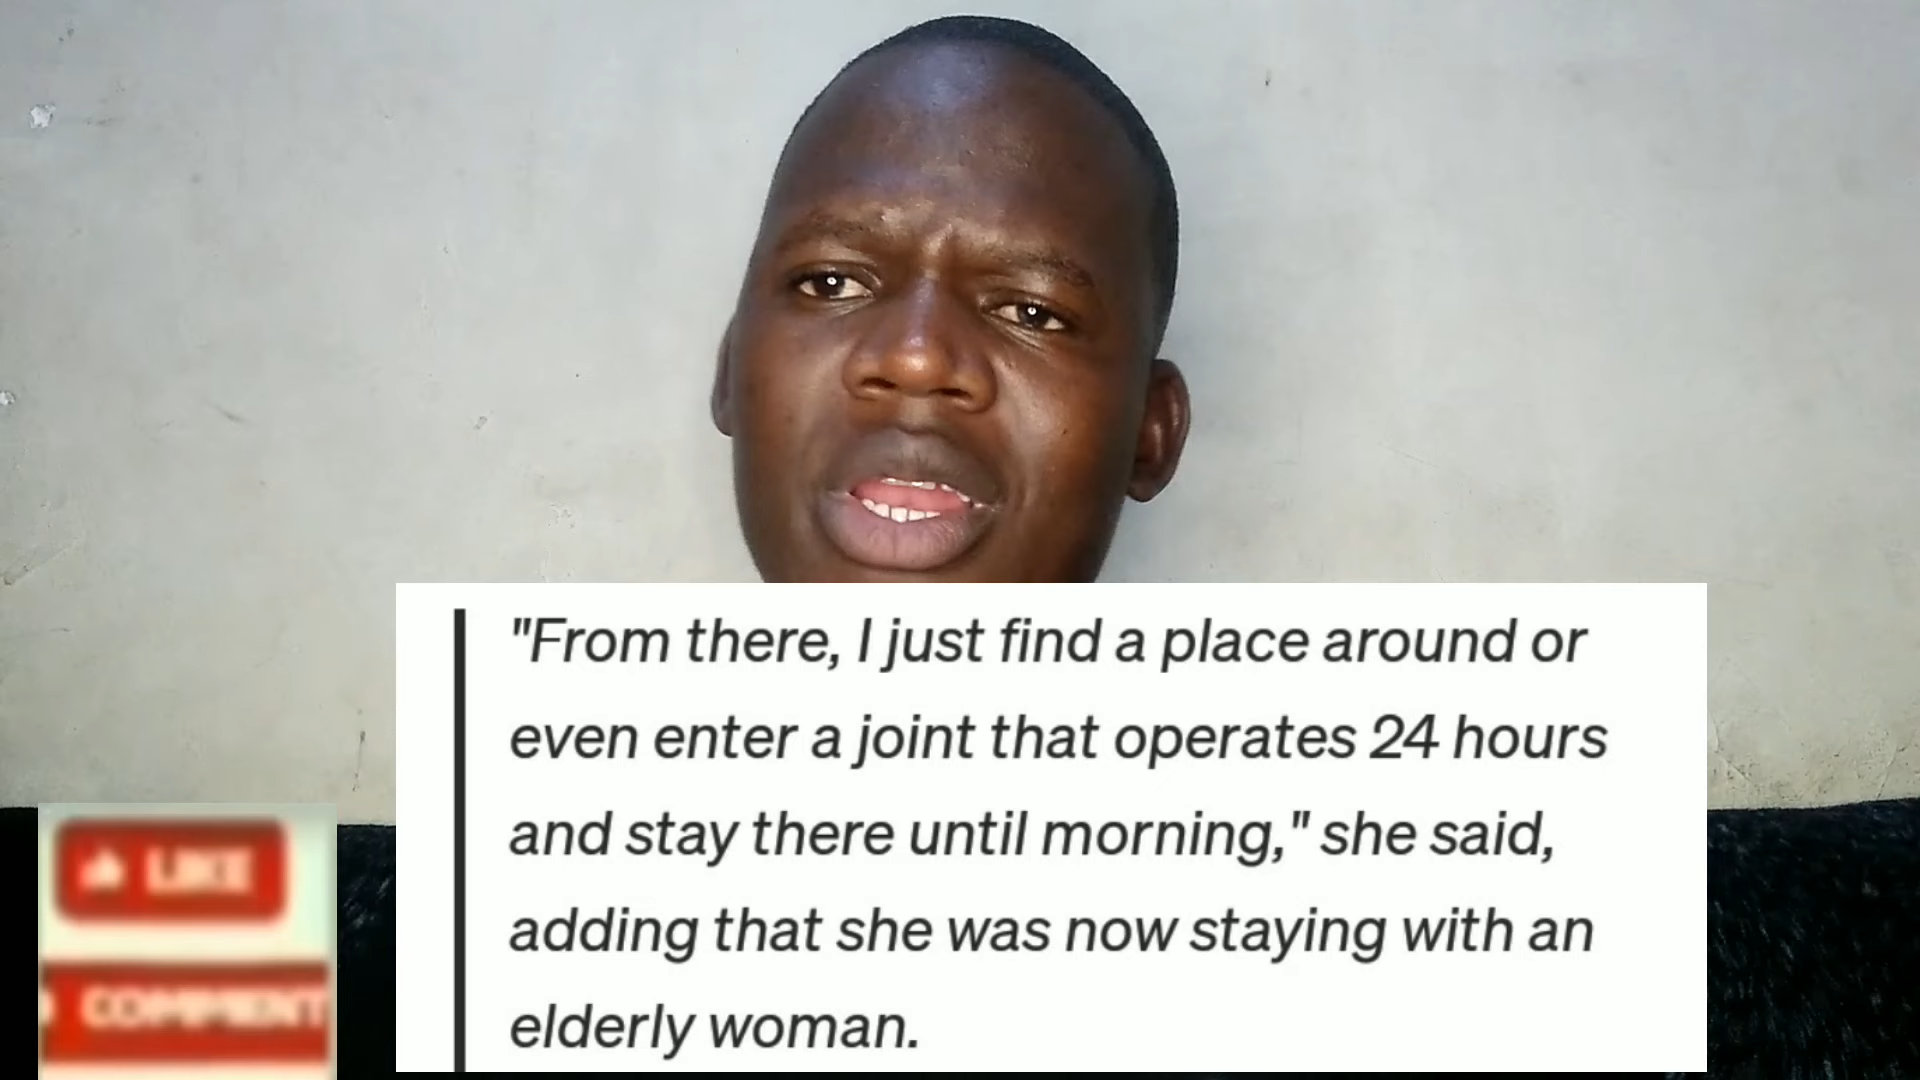 "From there, I just find a place around or
even enter a joint that operates 24 hours
and stay there until morning," she said,
adding that she was now staying with an
elderly woman.
LIKE
COMMENT